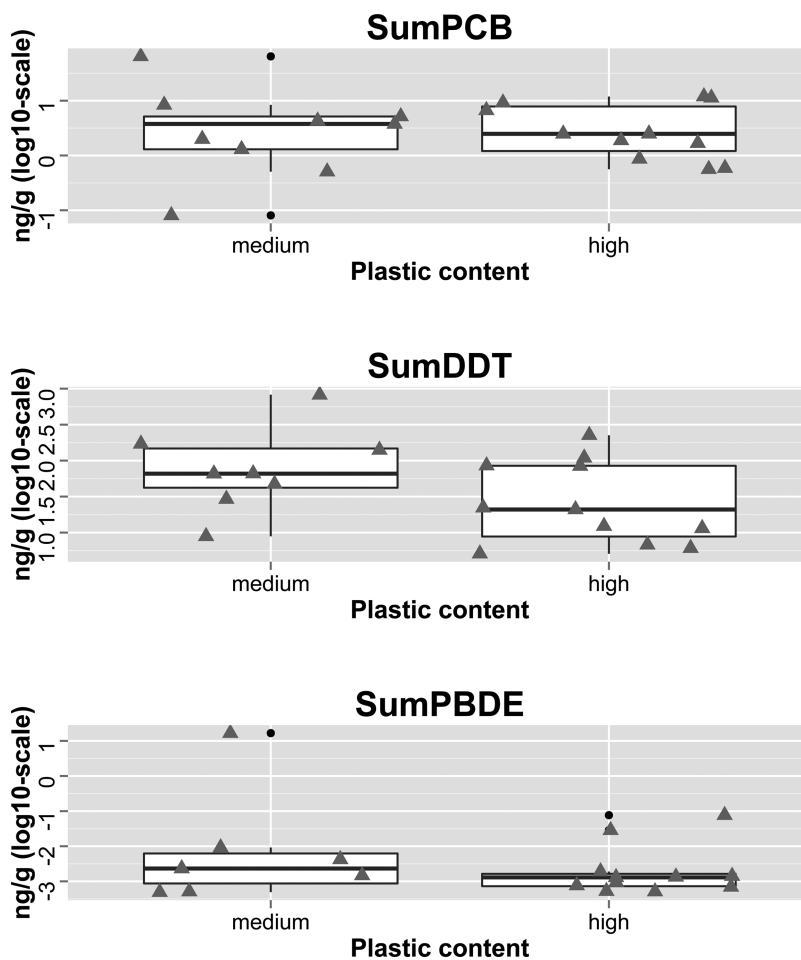 SumPCB
ng/g (log10-scale)
1
0
-1
medium
high
Plastic content
SumDDT
ng/g (log10-scale)
3.0
2.5
2.0
1.5
1.0
medium
high
Plastic content
SumPBDE
ng/g (log10-scale)
1
0
-1
-2
-3
medium
high
Plastic content